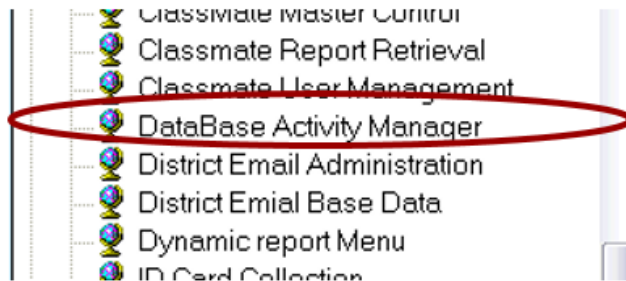 ClassMate Master Control
Classmate Report Retrieval
Classmate User Management
DataBase Activity Manager
District Email Administration
District Emial Base Data
Dynamic report Menu
ID Card Collection